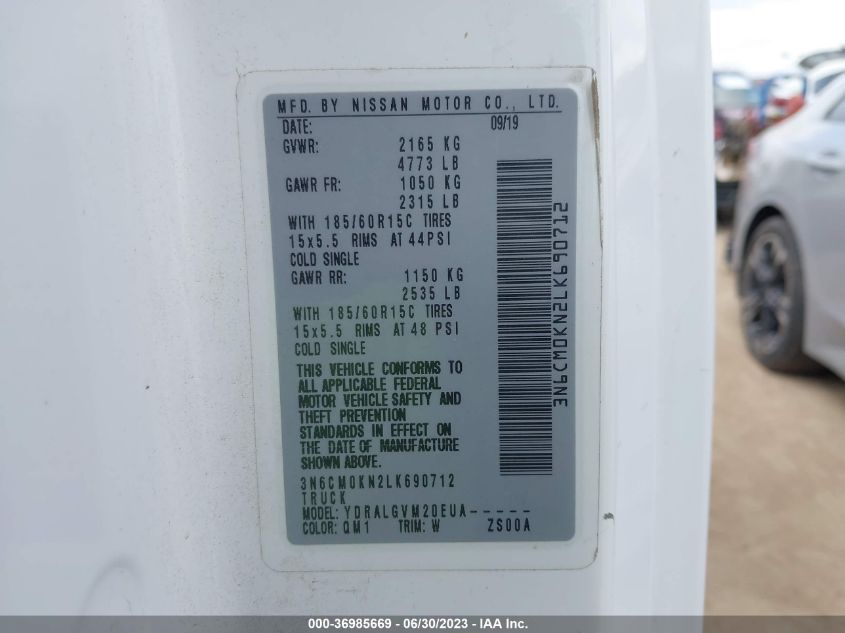 MFD. BY NISSAN MOTOR CO., LTD.
DATE: 09/19
GVWR: 2165 KG
4773 LB
GAWR FR: 1050 KG
2315 LB
WITH 185/60R15C TIRES
15x5.5 RIMS AT 44PSI
COLD SINGLE
GAWR RR: 1150 KG
2535 LB
WITH 185/60R15C TIRES
15x5.5 RIMS AT 48 PSI
COLD SINGLE
THIS VEHICLE CONFORMS TO
ALL APPLICABLE FEDERAL
MOTOR VEHICLE SAFETY AND
THEFT PREVENTION
STANDARDS IN EFFECT ON
THE DATE OF MANUFACTURE
SHOWN ABOVE.
3N6CM0KN2LK690712
TRUCK
MODEL: YDRALGVM20EUA-----
COLOR: QM1 TRIM: W ZS00A
3N6CM0KN2LK690712
000-36985669 - 06/30/2023 - IAA Inc.